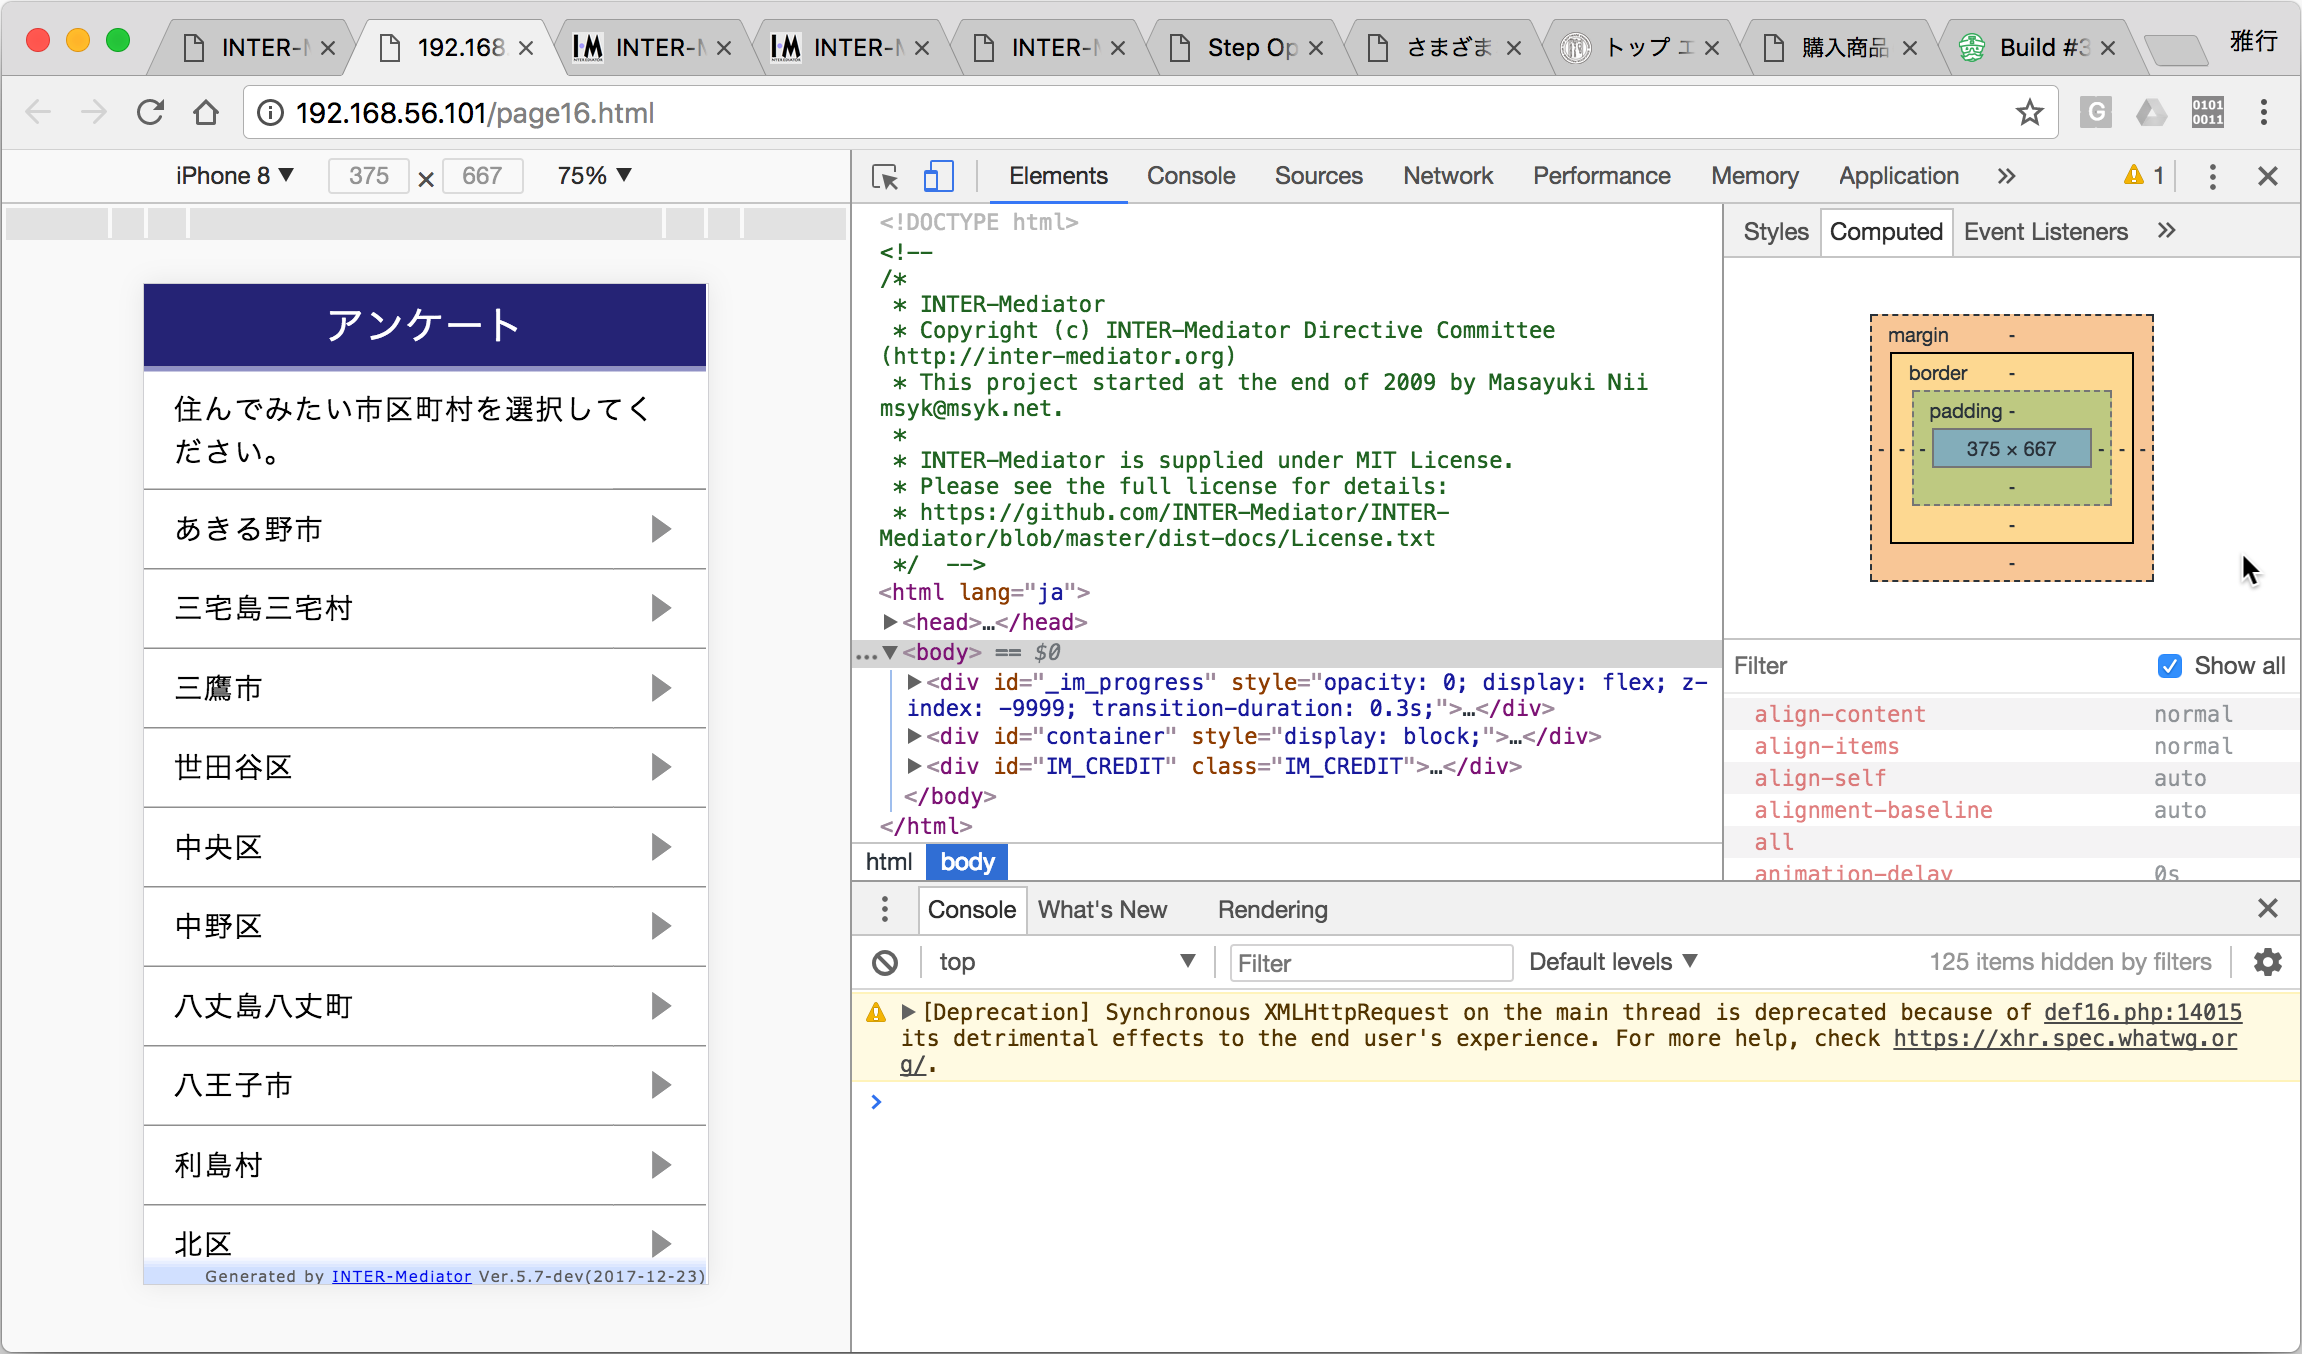 INTER-M
192.168.
INTER-M
INTER-M
INTER-M
Step Op
さまざま
トップ エ
購入商品
Build #3
雅行
192.168.56.101/page16.html
iPhone 8 ▼ 375 × 667 75% ▼
Elements Console Sources Network Performance Memory Application » 1
アンケート
住んでみたい市区町村を選択してく
ださい。
あきる野市
三宅島三宅村
三鷹市
世田谷区
中央区
中野区
八丈島八丈町
八王子市
利島村
北区
Generated by INTER-Mediator Ver.5.7-dev(2017-12-23)
<!DOCTYPE html>
<!--
/*
* INTER-Mediator
* Copyright (c) INTER-Mediator Directive Committee
(http://inter-mediator.org)
* This project started at the end of 2009 by Masayuki Nii
msyk@msyk.net.
*
* INTER-Mediator is supplied under MIT License.
* Please see the full license for details:
* https://github.com/INTER-Mediator/INTER-
Mediator/blob/master/dist-docs/License.txt
*/ -->
<html lang="ja">
▶<head>…</head>
…▼<body> == $0
▶<div id="_im_progress" style="opacity: 0; display: flex; z-
index: -9999; transition-duration: 0.3s;">…</div>
▶<div id="container" style="display: block;">…</div>
▶<div id="IM_CREDIT" class="IM_CREDIT">…</div>
</body>
</html>
html body
Styles Computed Event Listeners »
margin -
border -
padding -
- - - 375 × 667 - - -
-
-
-
Filter Show all
align-content normal
align-items normal
align-self auto
alignment-baseline auto
all
animation-delay 0s
Console What's New Rendering
top ▼ Filter Default levels ▼ 125 items hidden by filters
▶[Deprecation] Synchronous XMLHttpRequest on the main thread is deprecated because of def16.php:14015
its detrimental effects to the end user's experience. For more help, check https://xhr.spec.whatwg.or
g/.
>